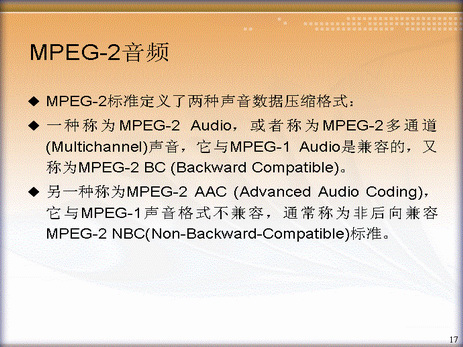 MPEG-2音频
◆ MPEG-2标准定义了两种声音数据压缩格式：
◆ 一种称为MPEG-2 Audio，或者称为MPEG-2多通道
(Multichannel)声音，它与MPEG-1 Audio是兼容的，又
称为MPEG-2 BC (Backward Compatible)。
◆ 另一种称为MPEG-2 AAC (Advanced Audio Coding)，
它与MPEG-1声音格式不兼容，通常称为非后向兼容
MPEG-2 NBC(Non-Backward-Compatible)标准。
17